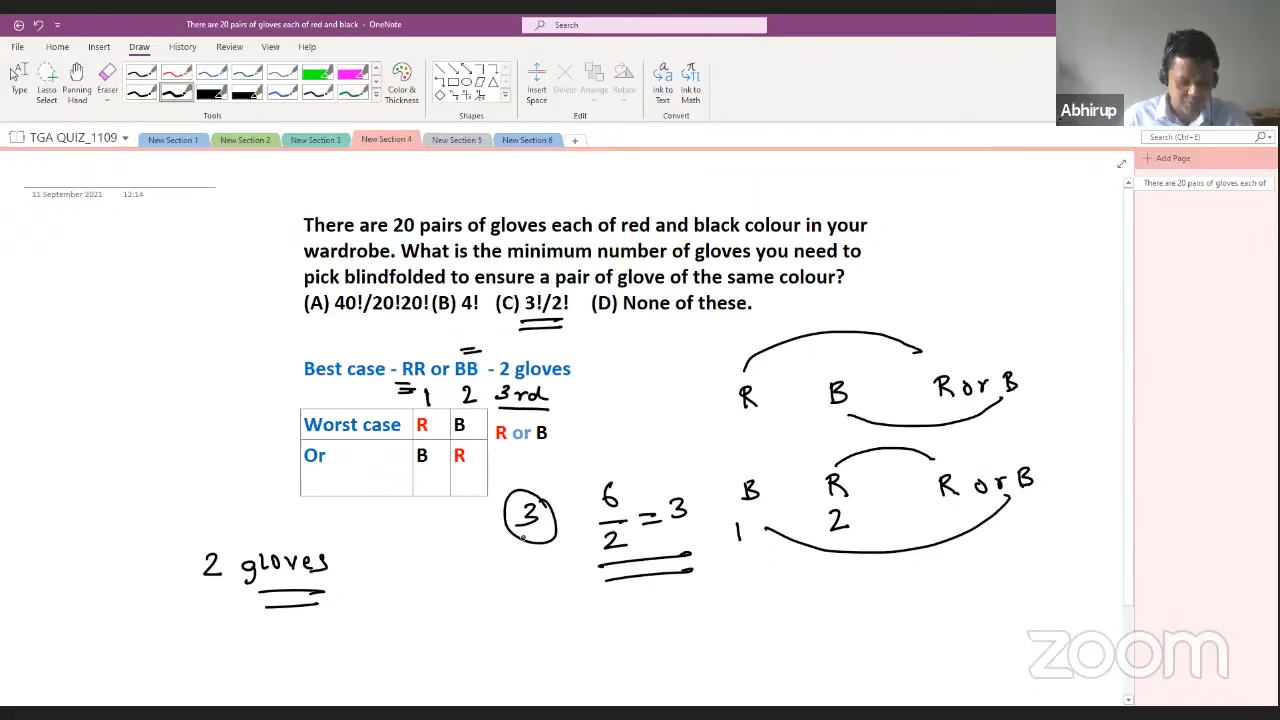 There are 20 pairs of gloves each of red and black - OneNote
Search
File Home Insert Draw History Review View Help
Type Lasso Select Panning Hand Eraser Color & Thickness Insert Space Delete Arrange Rotate Ink to Text Ink to Math
Tools Shapes Edit Convert
Abhirup
TGA QUIZ_1109 New Section 1 New Section 2 New Section 3 New Section 4 New Section 5 New Section 6 +
Search (Ctrl+E)
Add Page
There are 20 pairs of gloves each of
11 September 2021 12:14
There are 20 pairs of gloves each of red and black colour in your
wardrobe. What is the minimum number of gloves you need to
pick blindfolded to ensure a pair of glove of the same colour?
(A) 40!/20!20! (B) 4! (C) 3!/2! (D) None of these.
Best case - RR or BB - 2 gloves
1 2 3rd
Worst case R B R or B
Or B R
R B R or B
B R R or B
1 2
3
6/2 = 3
2 gloves
zoom